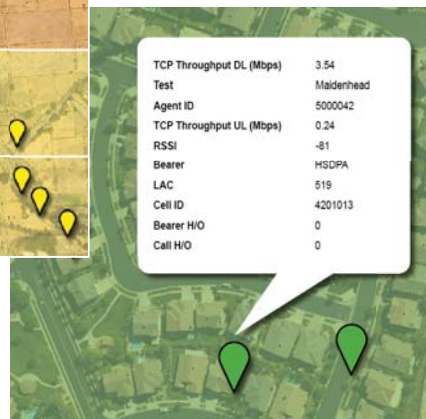 TCP Throughput DL (Mbps) 3.54
Test Maidenhead
Agent ID 5000042
TCP Throughput UL (Mbps) 0.24
RSSI -81
Bearer HSDPA
LAC 519
Cell ID 4201013
Bearer H/O 0
Call H/O 0